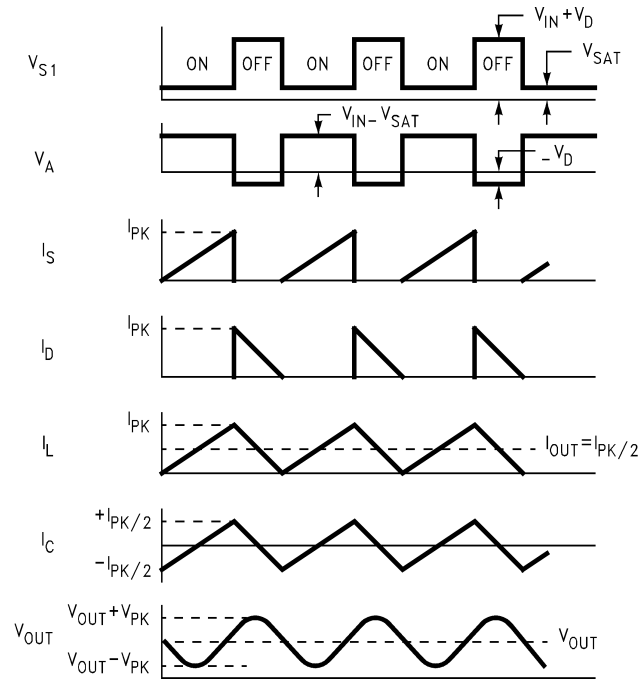 V_IN + V_D
V_S1
ON OFF ON OFF ON OFF
V_SAT
V_IN – V_SAT
V_A
– V_D
I_PK
I_S
I_PK
I_D
I_PK
I_L
I_OUT = I_PK/2
+I_PK/2
I_C
–I_PK/2
V_OUT + V_PK
V_OUT
V_OUT
V_OUT – V_PK